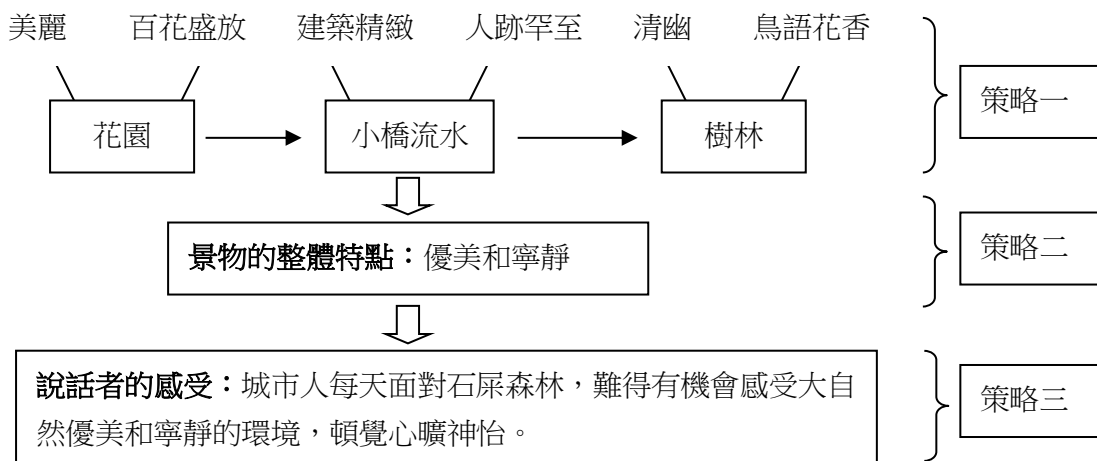 美麗 百花盛放 建築精緻 人跡罕至 清幽 鳥語花香
策略一
花園 小橋流水 樹林
景物的整體特點：優美和寧靜
策略二
說話者的感受：城市人每天面對石屎森林，難得有機會感受大自
然優美和寧靜的環境，頓覺心曠神怡。
策略三